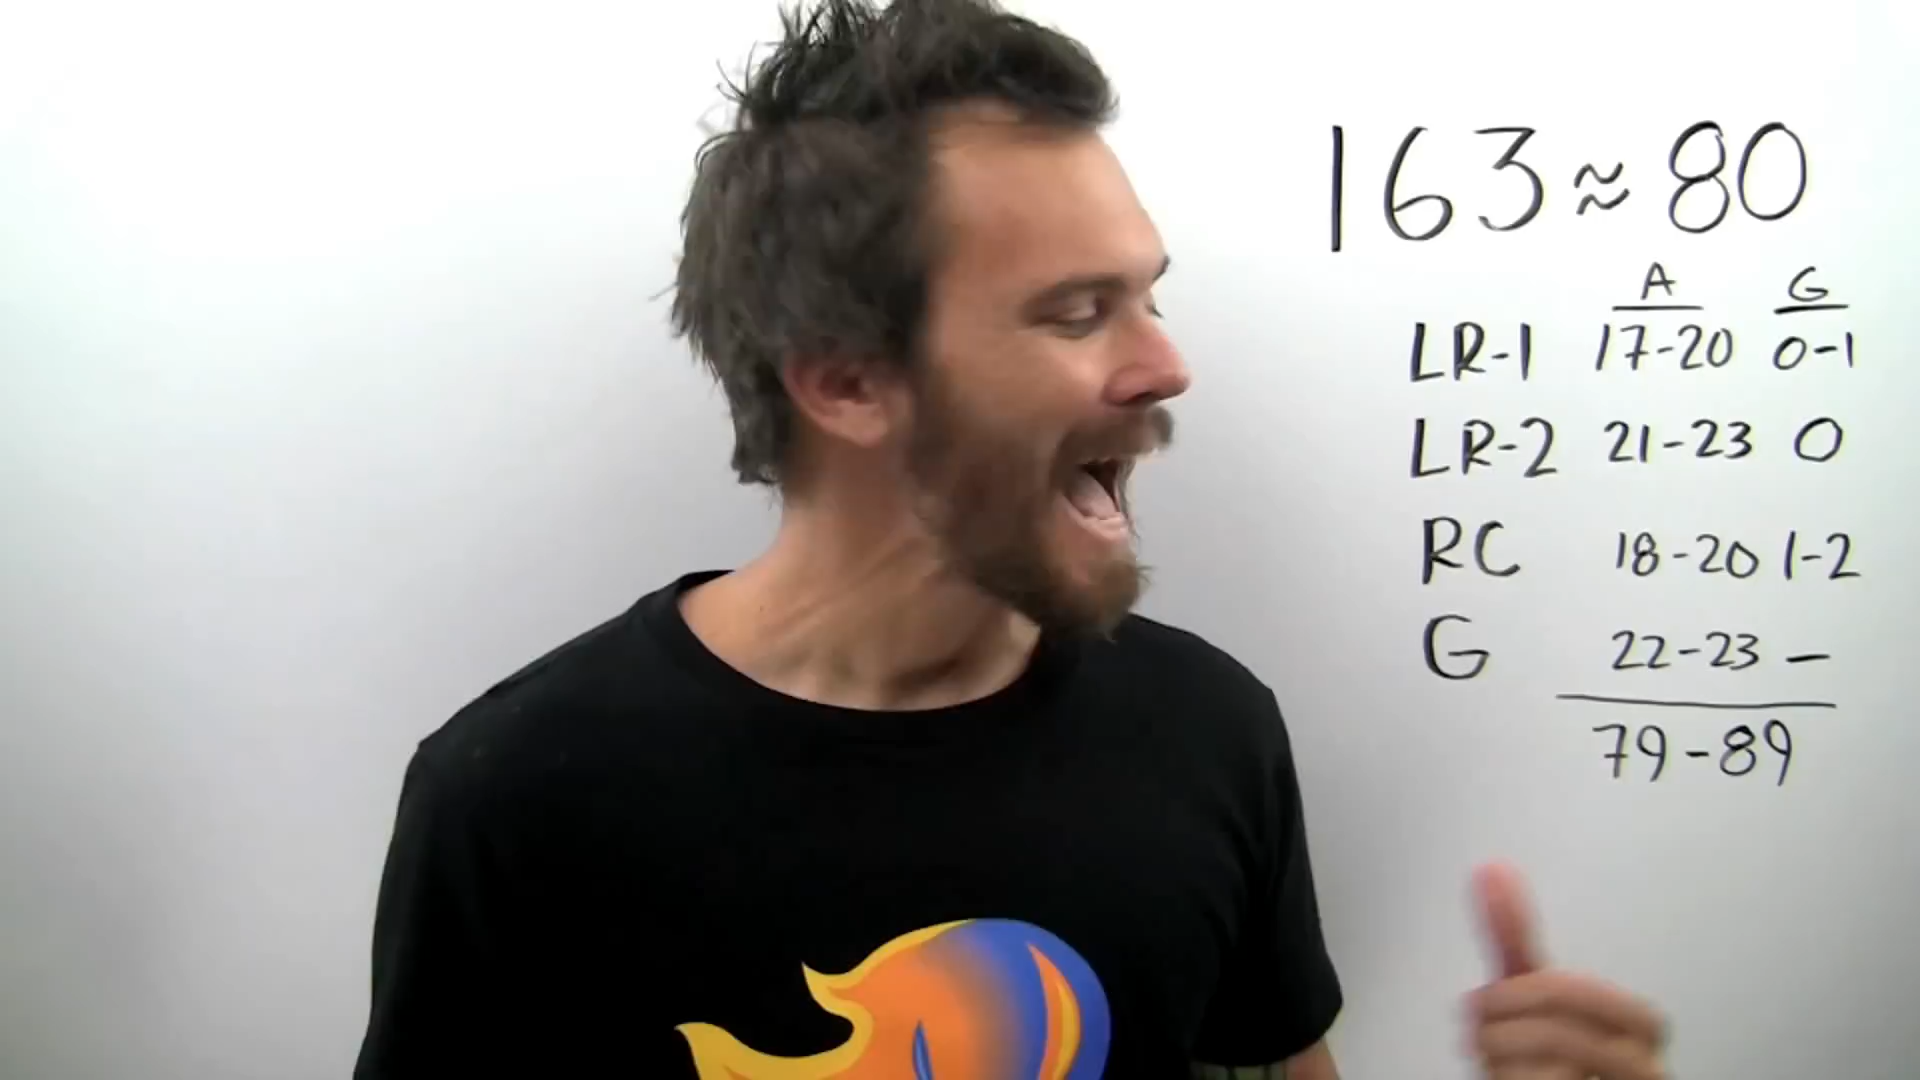 163≈80
A G
LR-1 17-20 0-1
LR-2 21-23 0
RC 18-20 1-2
G 22-23 –
79-89